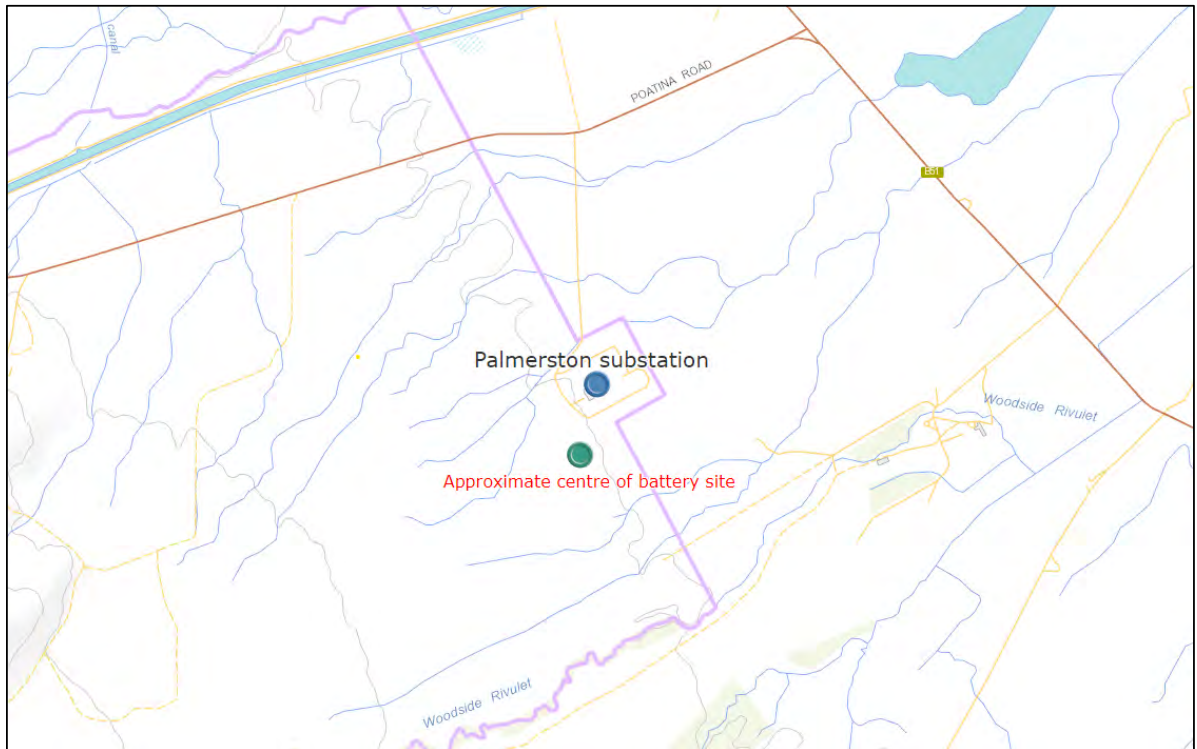 canal
POATINA ROAD
B51
Palmerston substation
Woodside Rivulet
Approximate centre of battery site
Woodside Rivulet